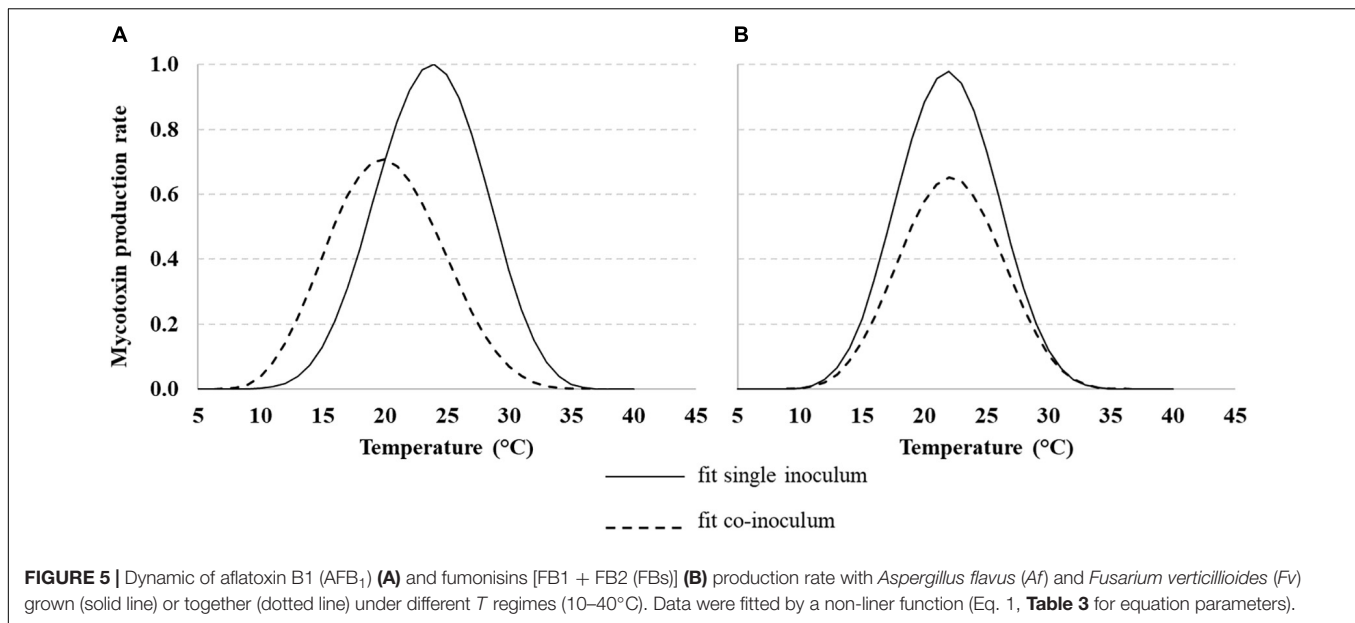 A
B
Mycotoxin production rate
1.0
0.8
0.6
0.4
0.2
0.0
5 10 15 20 25 30 35 40 45
Temperature (°C)
5 10 15 20 25 30 35 40 45
Temperature (°C)
fit single inoculum
fit co-inoculum
FIGURE 5 | Dynamic of aflatoxin B1 (AFB₁) (A) and fumonisins [FB1 + FB2 (FBs)] (B) production rate with Aspergillus flavus (Af) and Fusarium verticillioides (Fv)
grown (solid line) or together (dotted line) under different T regimes (10–40°C). Data were fitted by a non-liner function (Eq. 1, Table 3 for equation parameters).